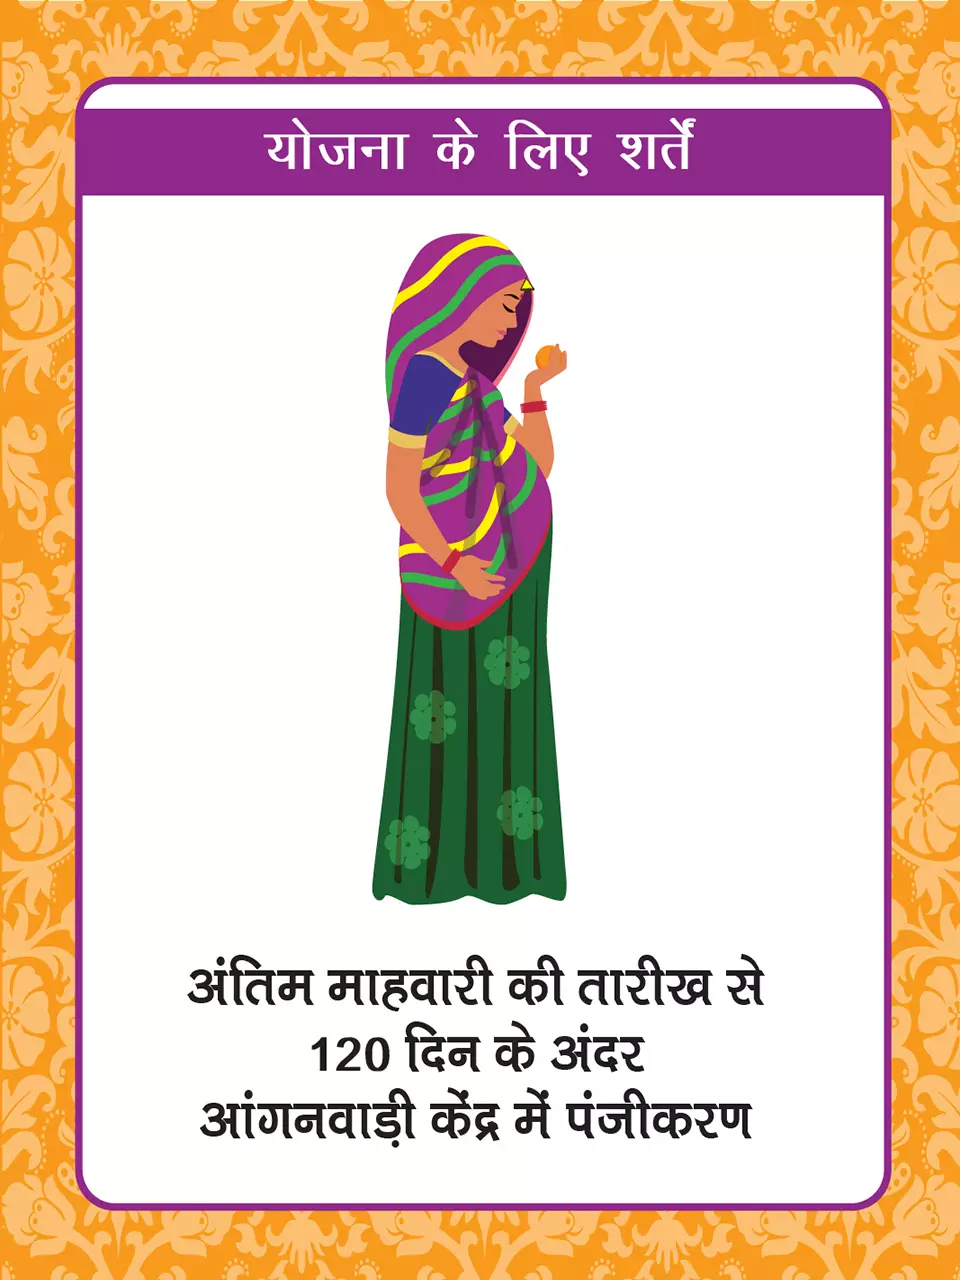 योजना के लिए शर्तें
अंतिम माहवारी की तारीख से
120 दिन के अंदर
आंगनवाड़ी केंद्र में पंजीकरण